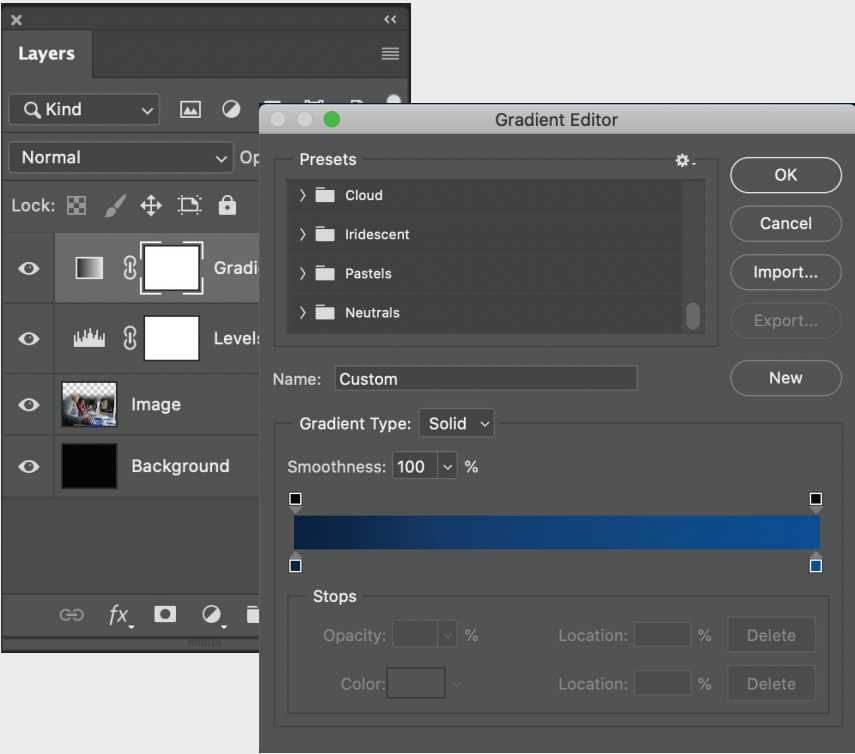 Layers
Kind
Normal
Op
Lock:
Gradi
Levels
Image
Background
fx
Gradient Editor
Presets
Cloud
Iridescent
Pastels
Neutrals
OK
Cancel
Import...
Export...
Name: Custom
New
Gradient Type: Solid
Smoothness: 100 %
Stops
Opacity: % Location: % Delete
Color: Location: % Delete